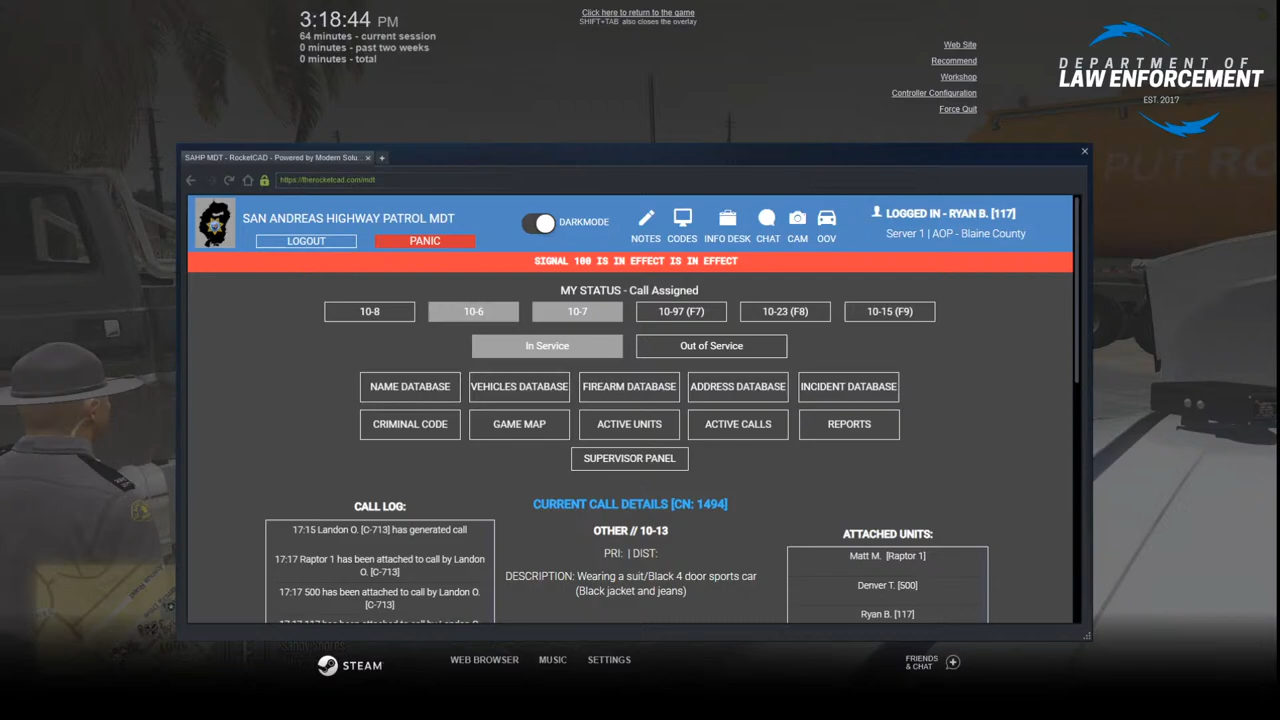 3:18:44 PM
64 minutes - current session
0 minutes - past two weeks
0 minutes - total
Click here to return to the game
SHIFT+TAB also closes the overlay
Web Site
Recommend
Workshop
Controller Configuration
Force Quit
DEPARTMENT OF
LAW ENFORCEMENT
EST. 2017
SAHP MDT - RocketCAD - Powered by Modern Solu...
https://therocketcad.com/mdt
SAN ANDREAS HIGHWAY PATROL MDT
LOGOUT
PANIC
DARKMODE
NOTES CODES INFO DESK CHAT CAM OOV
LOGGED IN - RYAN B. [117]
Server 1 | AOP - Blaine County
SIGNAL 100 IS IN EFFECT IS IN EFFECT
MY STATUS - Call Assigned
10-8 10-6 10-7 10-97 (F7) 10-23 (F8) 10-15 (F9)
In Service Out of Service
NAME DATABASE VEHICLES DATABASE FIREARM DATABASE ADDRESS DATABASE INCIDENT DATABASE
CRIMINAL CODE GAME MAP ACTIVE UNITS ACTIVE CALLS REPORTS
SUPERVISOR PANEL
CALL LOG:
17:15 Landon O. [C-713] has generated call
17:17 Raptor 1 has been attached to call by Landon
O. [C-713]
17:17 500 has been attached to call by Landon O.
[C-713]
17:17 117 has been attached to call by Landon O.
CURRENT CALL DETAILS [CN: 1494]
OTHER // 10-13
PRI: | DIST:
DESCRIPTION: Wearing a suit/Black 4 door sports car
(Black jacket and jeans)
ATTACHED UNITS:
Matt M. [Raptor 1]
Denver T. [500]
Ryan B. [117]
STEAM
WEB BROWSER MUSIC SETTINGS
FRIENDS
& CHAT